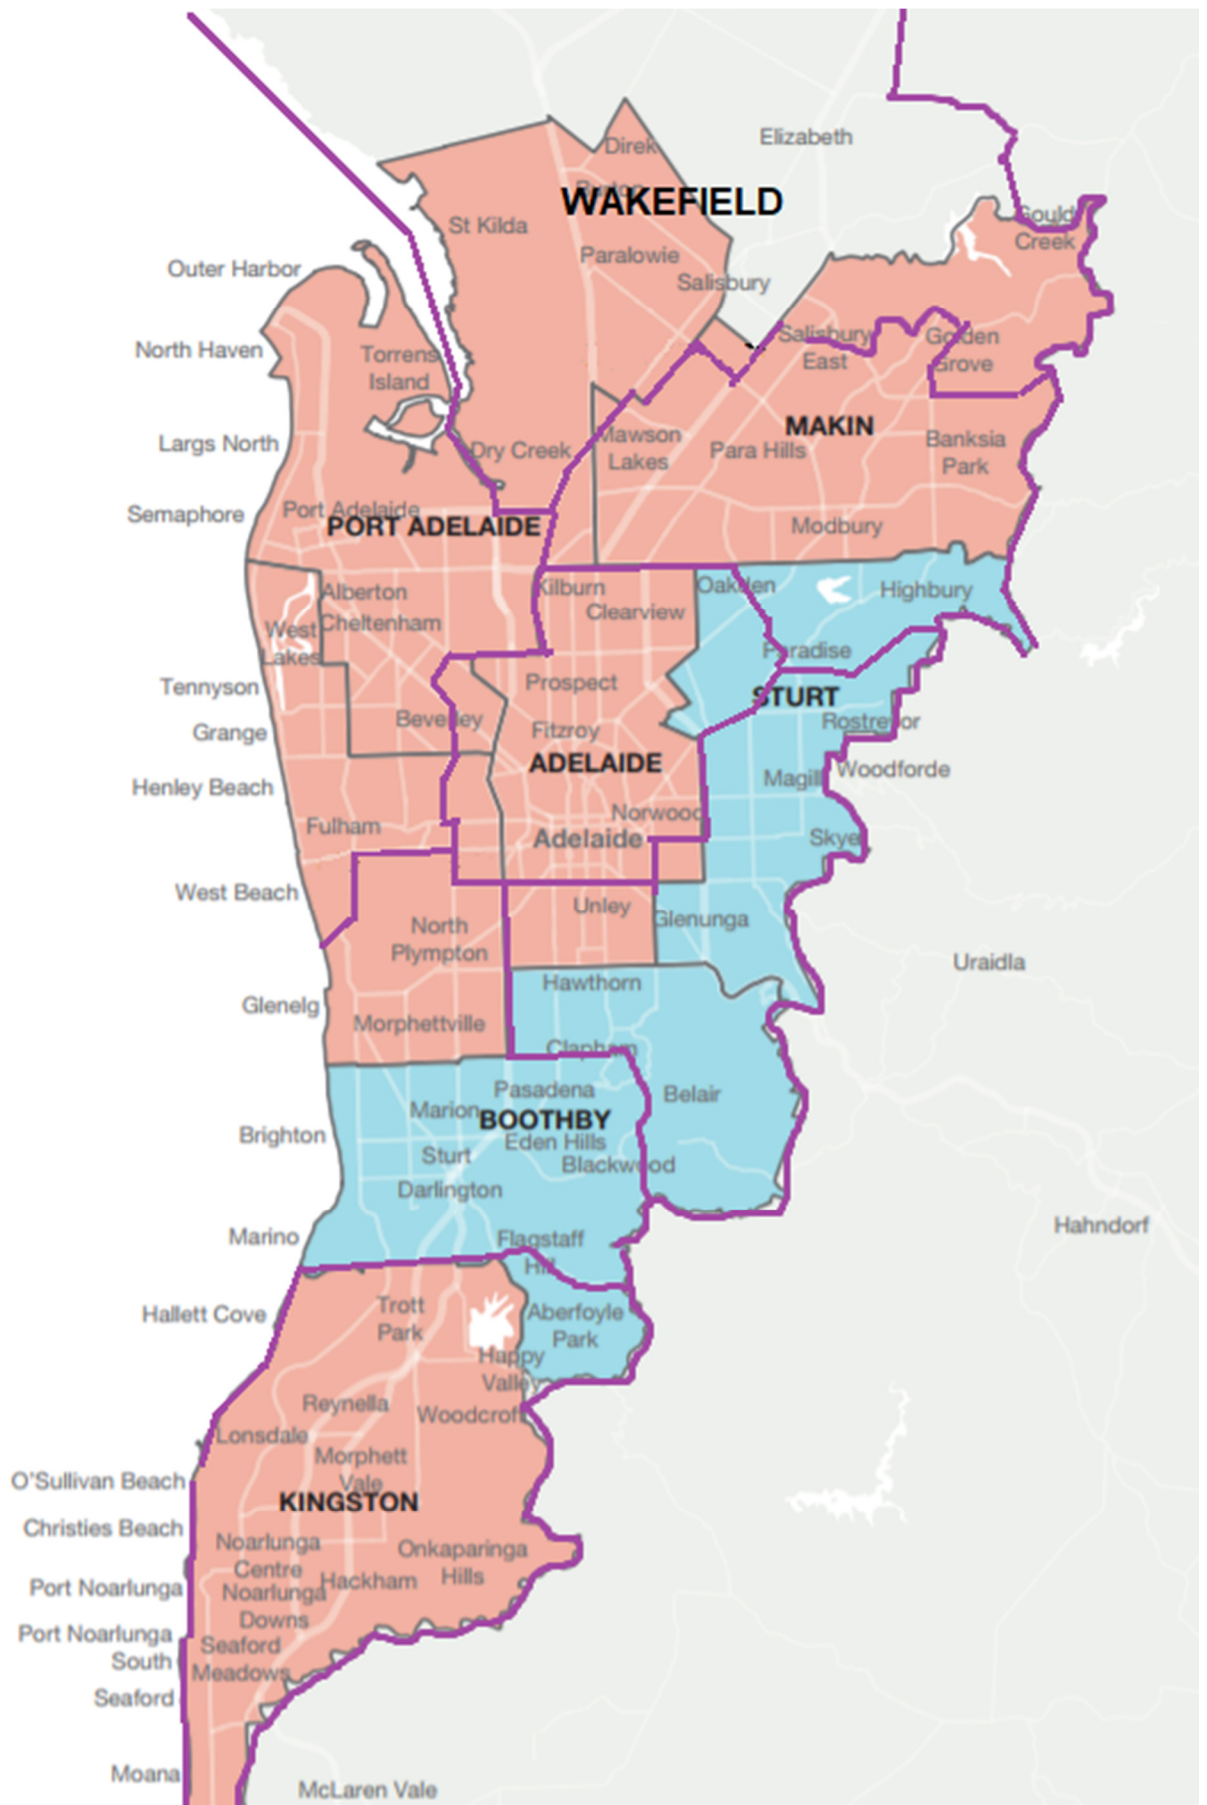 Elizabeth
Direk
Burton
WAKEFIELD
St Kilda
Gould
Creek
Paralowie
Outer Harbor
Salisbury
Salisbury
East
Golden
Grove
North Haven
Torrens
Island
MAKIN
Largs North
Dry Creek
Mawson
Lakes
Para Hills
Banksia
Park
Semaphore
Port Adelaide
PORT ADELAIDE
Modbury
Alberton
Kilburn
Oakden
Highbury
Cheltenham
Clearview
West
Lakes
Paradise
Tennyson
Prospect
STURT
Grange
Beverley
Fitzroy
Rostrevor
ADELAIDE
Woodforde
Henley Beach
Magill
Fulham
Norwood
Adelaide
Skye
West Beach
Unley
Glenunga
North
Plympton
Uraidla
Hawthorn
Glenelg
Morphettville
Clapham
Pasadena
Belair
Marion
BOOTHBY
Brighton
Eden Hills
Sturt
Blackwood
Darlington
Marino
Flagstaff
Hill
Hahndorf
Hallett Cove
Trott
Park
Aberfoyle
Park
Happy
Valley
Reynella
Woodcroft
Lonsdale
Morphett
Vale
O'Sullivan Beach
KINGSTON
Christies Beach
Noarlunga
Centre
Onkaparinga
Hills
Port Noarlunga
Noarlunga
Downs
Hackham
Port Noarlunga
South
Seaford
Meadows
Seaford
Moana
McLaren Vale